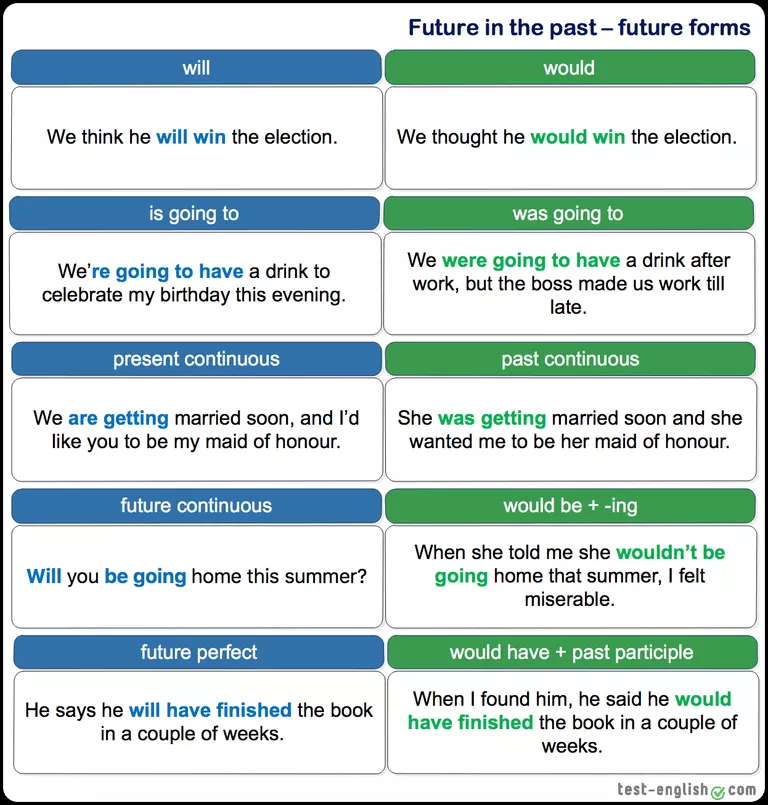 Future in the past – future forms
will
would
We think he will win the election.
We thought he would win the election.
is going to
was going to
We're going to have a drink to
celebrate my birthday this evening.
We were going to have a drink after
work, but the boss made us work till
late.
present continuous
past continuous
We are getting married soon, and I'd
like you to be my maid of honour.
She was getting married soon and she
wanted me to be her maid of honour.
future continuous
would be + -ing
Will you be going home this summer?
When she told me she wouldn't be
going home that summer, I felt
miserable.
future perfect
would have + past participle
He says he will have finished the book
in a couple of weeks.
When I found him, he said he would
have finished the book in a couple of
weeks.
test-english.com